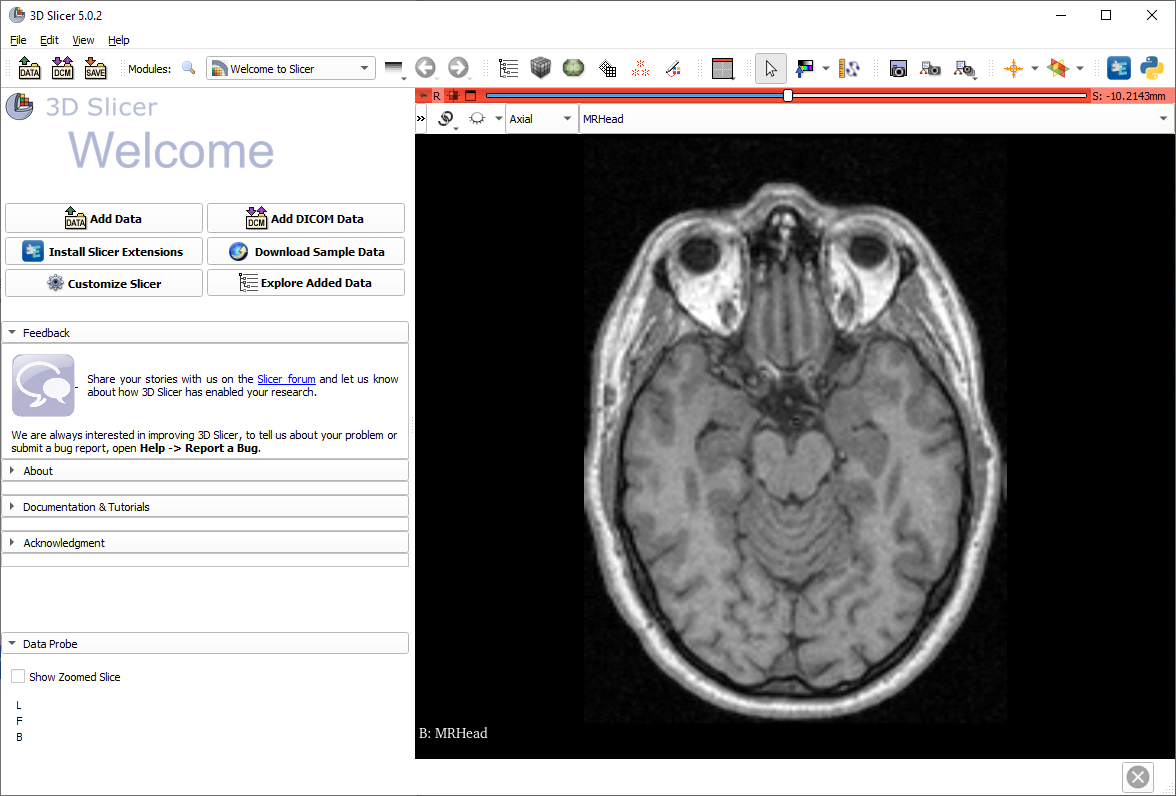 3D Slicer 5.0.2
File Edit View Help
DATA DCM SAVE Modules: Welcome to Slicer
R S: -10.2143mm
Axial MRHead
3D Slicer
Welcome
DATA Add Data
DCM Add DICOM Data
Install Slicer Extensions
Download Sample Data
Customize Slicer
Explore Added Data
Feedback
Share your stories with us on the Slicer forum and let us know
about how 3D Slicer has enabled your research.
We are always interested in improving 3D Slicer, to tell us about your problem or
submit a bug report, open Help -> Report a Bug.
About
Documentation & Tutorials
Acknowledgment
Data Probe
Show Zoomed Slice
L
F
B
B: MRHead